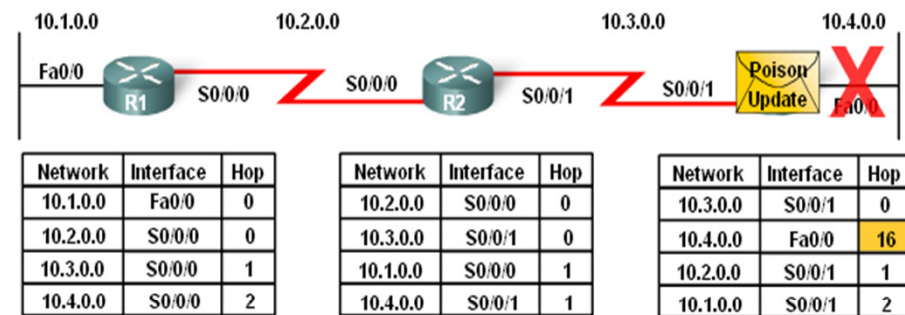 10.1.0.0 10.2.0.0 10.3.0.0 10.4.0.0
Fa0/0 S0/0/0 S0/0/0 S0/0/1 S0/0/1 Poison
R1 R2 Update Fa0/0
Network Interface Hop
10.1.0.0 Fa0/0 0
10.2.0.0 S0/0/0 0
10.3.0.0 S0/0/0 1
10.4.0.0 S0/0/0 2
Network Interface Hop
10.2.0.0 S0/0/0 0
10.3.0.0 S0/0/1 0
10.1.0.0 S0/0/0 1
10.4.0.0 S0/0/1 1
Network Interface Hop
10.3.0.0 S0/0/1 0
10.4.0.0 Fa0/0 16
10.2.0.0 S0/0/1 1
10.1.0.0 S0/0/1 2